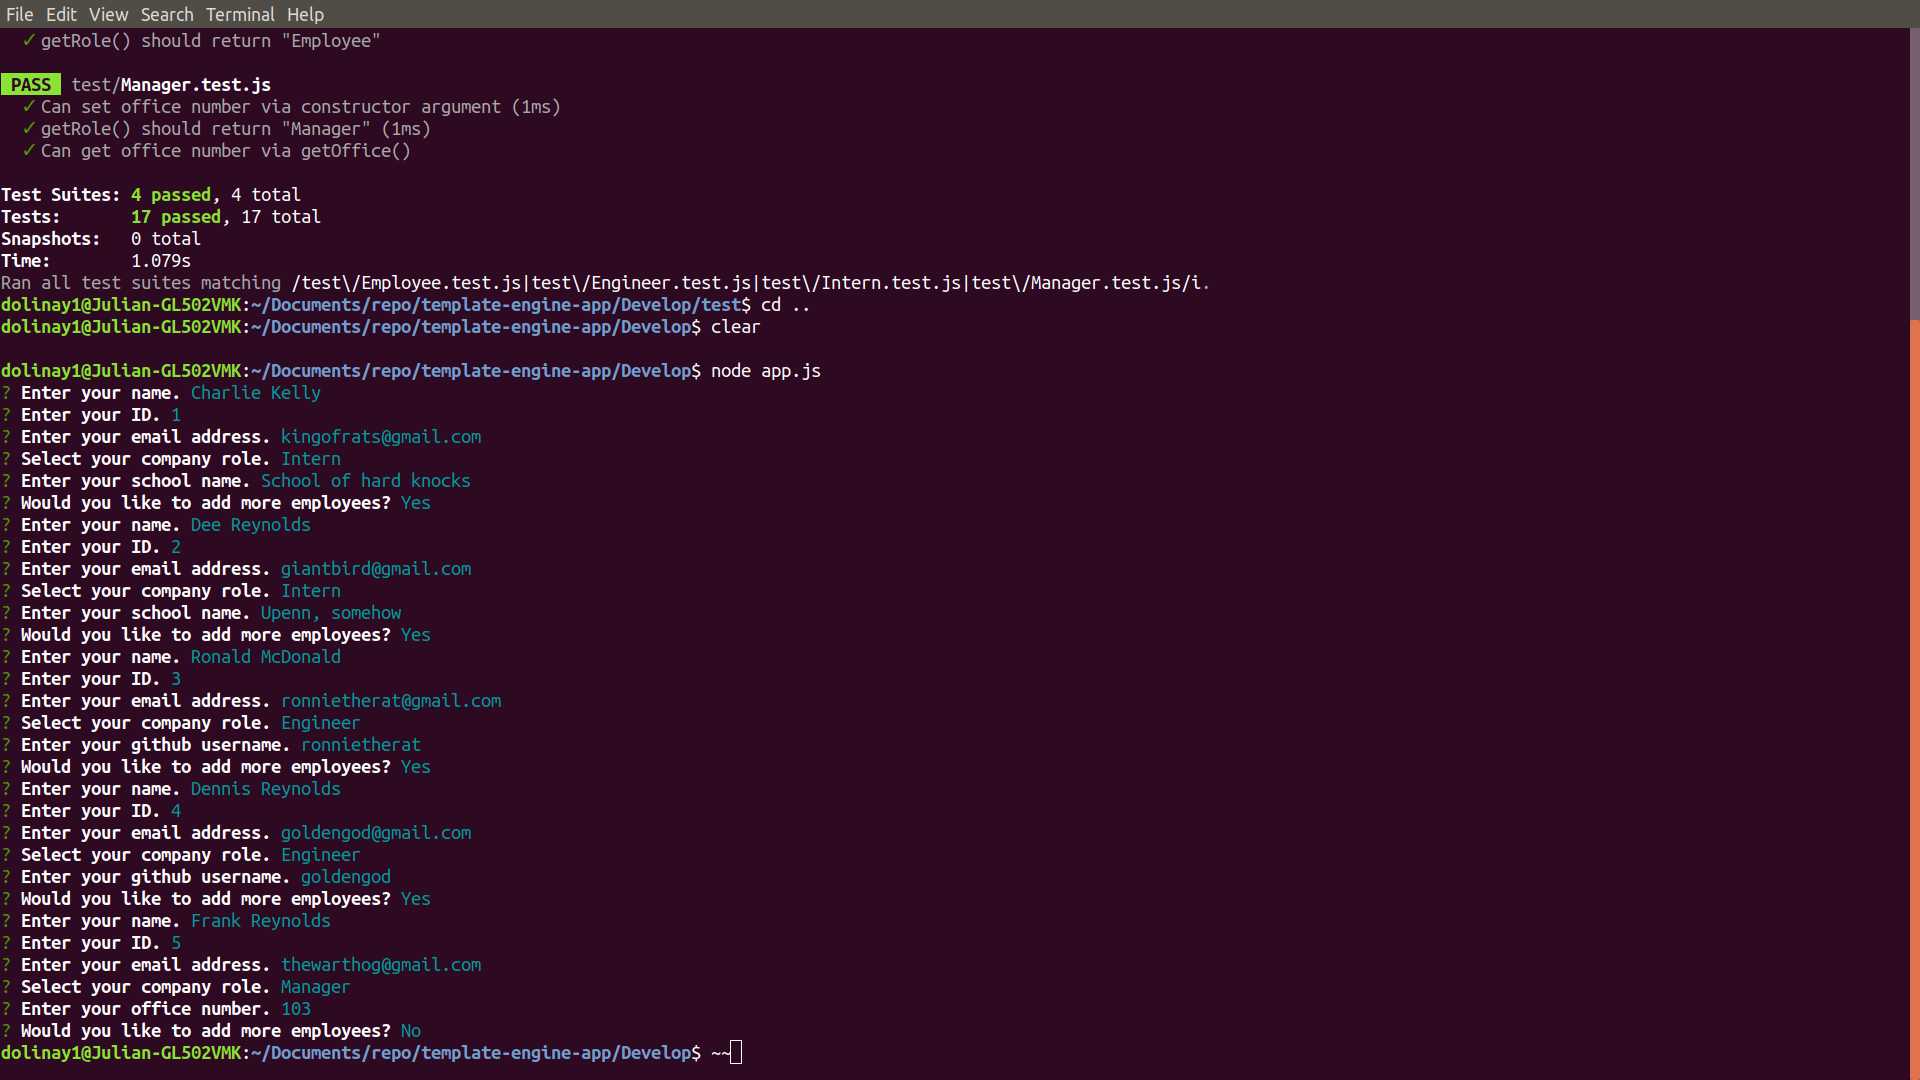 File Edit View Search Terminal Help
✓ getRole() should return "Employee"
PASS test/Manager.test.js
✓ Can set office number via constructor argument (1ms)
✓ getRole() should return "Manager" (1ms)
✓ Can get office number via getOffice()
Test Suites: 4 passed, 4 total
Tests: 17 passed, 17 total
Snapshots: 0 total
Time: 1.079s
Ran all test suites matching /test\/Employee.test.js|test\/Engineer.test.js|test\/Intern.test.js|test\/Manager.test.js/i.
dolinay1@Julian-GL502VMK:~/Documents/repo/template-engine-app/Develop/test$ cd ..
dolinay1@Julian-GL502VMK:~/Documents/repo/template-engine-app/Develop$ clear
dolinay1@Julian-GL502VMK:~/Documents/repo/template-engine-app/Develop$ node app.js
? Enter your name. Charlie Kelly
? Enter your ID. 1
? Enter your email address. kingofrats@gmail.com
? Select your company role. Intern
? Enter your school name. School of hard knocks
? Would you like to add more employees? Yes
? Enter your name. Dee Reynolds
? Enter your ID. 2
? Enter your email address. giantbird@gmail.com
? Select your company role. Intern
? Enter your school name. Upenn, somehow
? Would you like to add more employees? Yes
? Enter your name. Ronald McDonald
? Enter your ID. 3
? Enter your email address. ronnietherat@gmail.com
? Select your company role. Engineer
? Enter your github username. ronnietherat
? Would you like to add more employees? Yes
? Enter your name. Dennis Reynolds
? Enter your ID. 4
? Enter your email address. goldengod@gmail.com
? Select your company role. Engineer
? Enter your github username. goldengod
? Would you like to add more employees? Yes
? Enter your name. Frank Reynolds
? Enter your ID. 5
? Enter your email address. thewarthog@gmail.com
? Select your company role. Manager
? Enter your office number. 103
? Would you like to add more employees? No
dolinay1@Julian-GL502VMK:~/Documents/repo/template-engine-app/Develop$ ~~